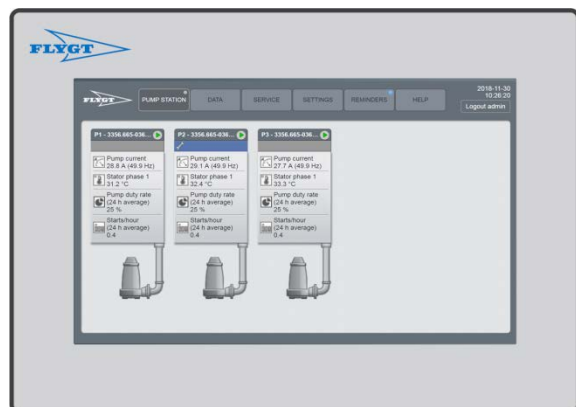 FLYGT
FLYGT
PUMP STATION
DATA
SERVICE
SETTINGS
REMINDERS
HELP
2018-11-30
10:26:20
Logout admin
P1 - 3356.665-036...
Pump current
28.8 A (49.9 Hz)
Stator phase 1
31.2 °C
Pump duty rate
(24 h average)
25 %
Starts/hour
(24 h average)
0.4
P2 - 3356.665-036...
Pump current
29.1 A (49.9 Hz)
Stator phase 1
32.4 °C
Pump duty rate
(24 h average)
25 %
Starts/hour
(24 h average)
0.4
P3 - 3356.665-036...
Pump current
27.7 A (49.9 Hz)
Stator phase 1
33.3 °C
Pump duty rate
(24 h average)
25 %
Starts/hour
(24 h average)
0.4